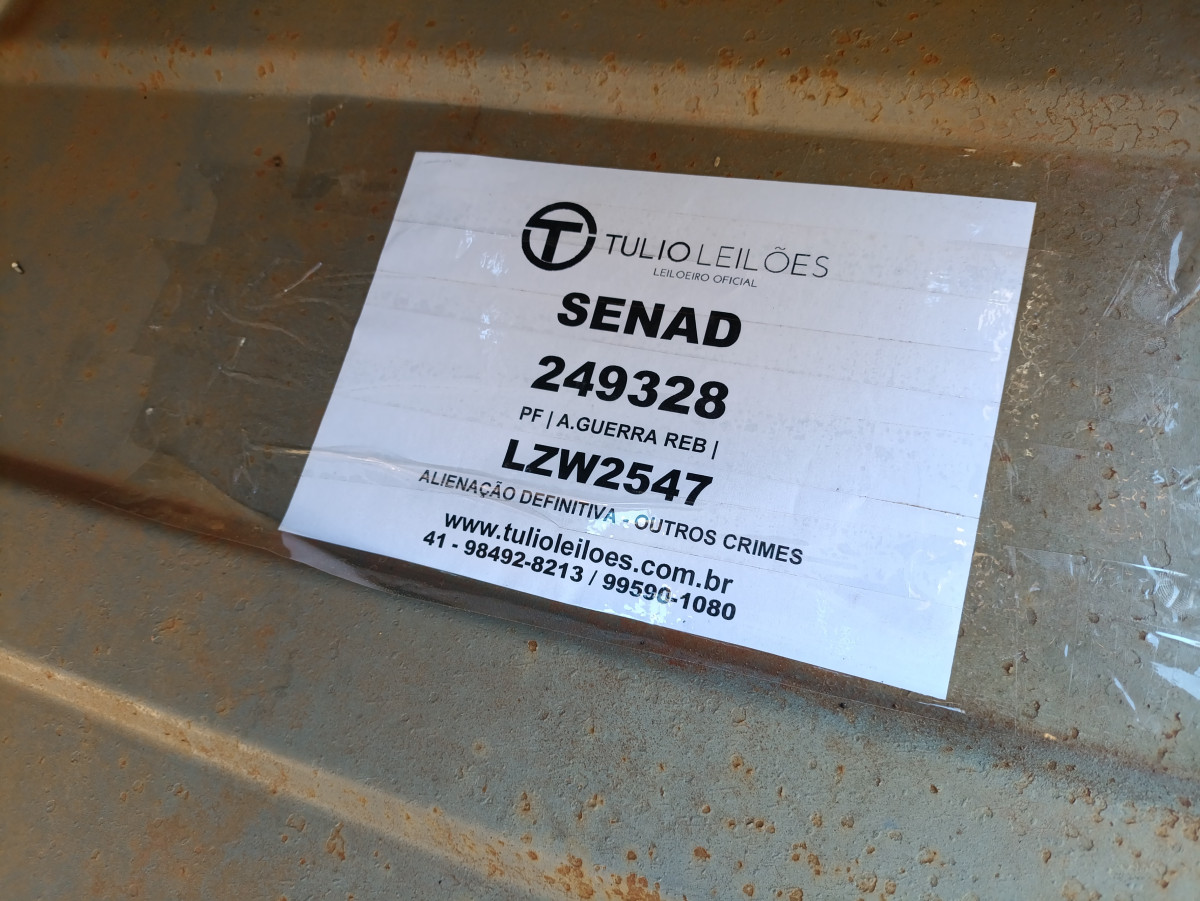 T TULIO LEILÕES
LEILOEIRO OFICIAL
SENAD
249328
PF | A.GUERRA REB |
LZW2547
ALIENAÇÃO DEFINITIVA - OUTROS CRIMES
www.tulioleiloes.com.br
41 - 98492-8213 / 99590-1080